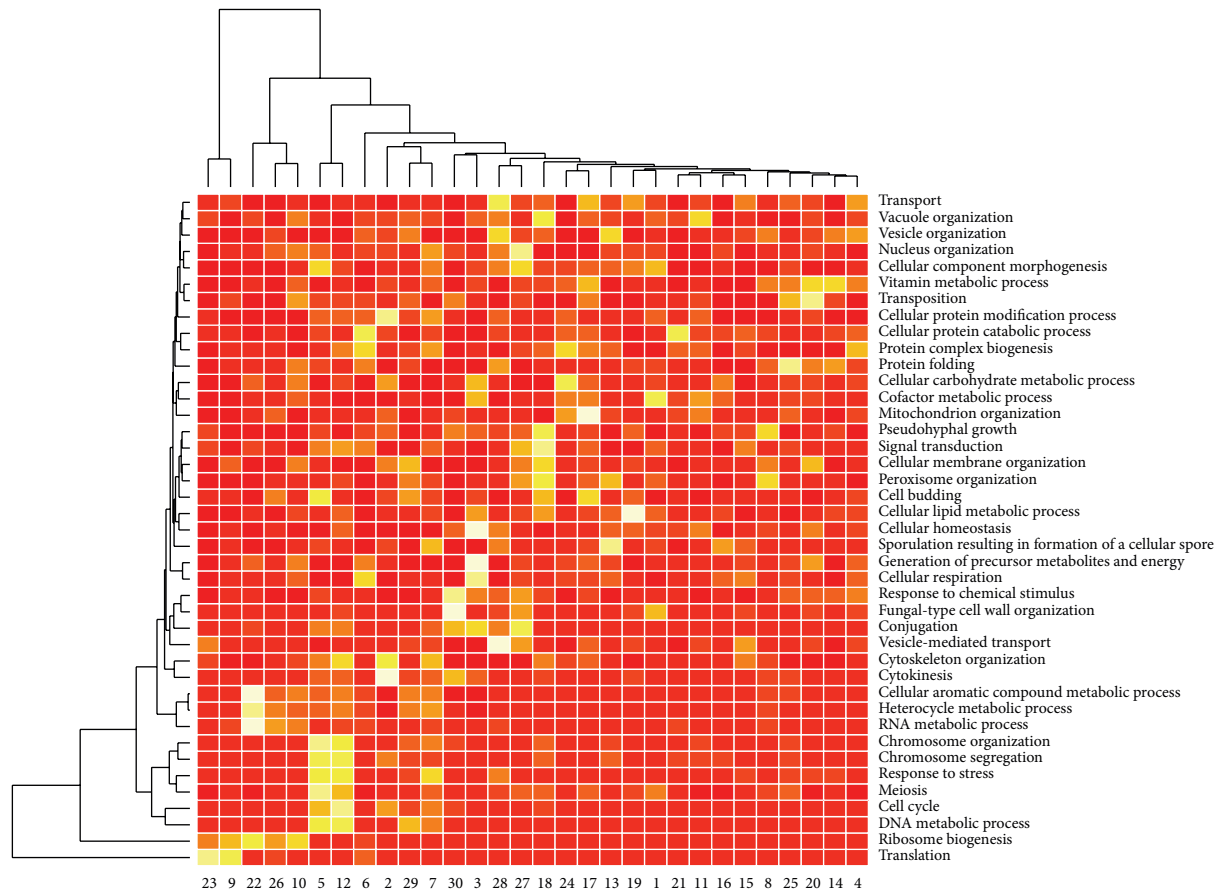 Transport
Vacuole organization
Vesicle organization
Nucleus organization
Cellular component morphogenesis
Vitamin metabolic process
Transposition
Cellular protein modification process
Cellular protein catabolic process
Protein complex biogenesis
Protein folding
Cellular carbohydrate metabolic process
Cofactor metabolic process
Mitochondrion organization
Pseudohyphal growth
Signal transduction
Cellular membrane organization
Peroxisome organization
Cell budding
Cellular lipid metabolic process
Cellular homeostasis
Sporulation resulting in formation of a cellular spore
Generation of precursor metabolites and energy
Cellular respiration
Response to chemical stimulus
Fungal-type cell wall organization
Conjugation
Vesicle-mediated transport
Cytoskeleton organization
Cytokinesis
Cellular aromatic compound metabolic process
Heterocycle metabolic process
RNA metabolic process
Chromosome organization
Chromosome segregation
Response to stress
Meiosis
Cell cycle
DNA metabolic process
Ribosome biogenesis
Translation
23 9 22 26 10 5 12 6 2 29 7 30 3 28 27 18 24 17 13 19 1 21 11 16 15 8 25 20 14 4